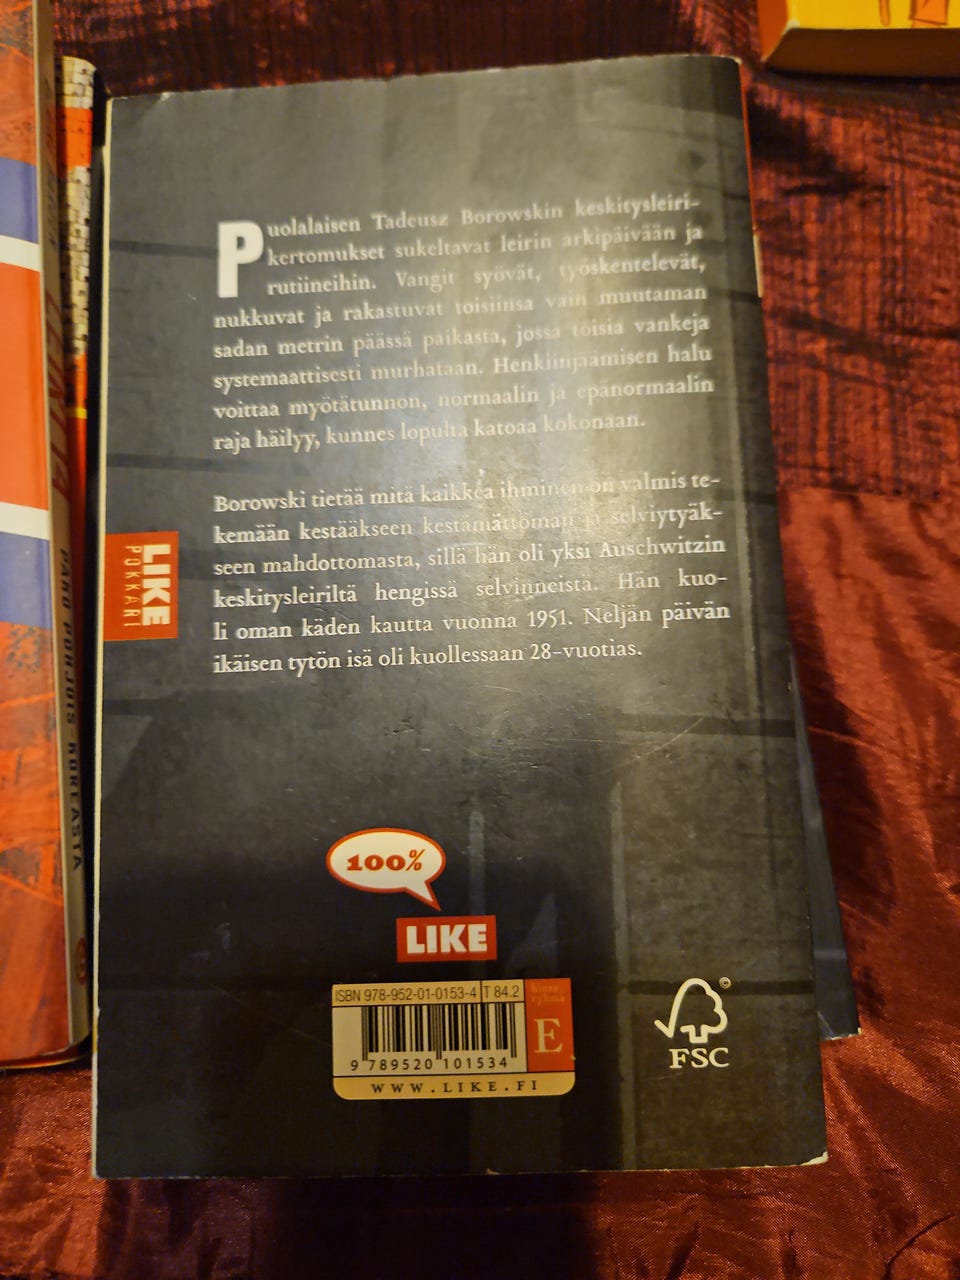 Puolalaisen Tadeusz Borowskin keskitysleiri-
kertomukset sukeltavat leirin arkipäivään ja
rutiineihin. Vangit syövät, työskentelevät,
nukkuvat ja rakastuvat toisiinsa vain muutaman
sadan metrin päässä paikasta, jossa toisia vankeja
systemaattisesti murhataan. Henkiinjäämisen halu
voittaa myötätunnon, normaalin ja epänormaalin
raja häilyy, kunnes lopulta katoaa kokonaan.
Borowski tietää mitä kaikkea ihminen on valmis te-
kemään kestääkseen kestämättömän ja selviytyäk-
seen mahdottomasta, sillä hän oli yksi Auschwitzin
keskitysleiriltä hengissä selvinneistä. Hän kuo-
li oman käden kautta vuonna 1951. Neljän päivän
ikäisen tytön isä oli kuollessaan 28-vuotias.
LIKE
POKKARI
PAKO POHJOIS-KOREASTA
100%
LIKE
ISBN 978-952-01-0153-4 T 84.2
hinta
ryhmä
E
9 789520 101534
WWW.LIKE.FI
©
FSC